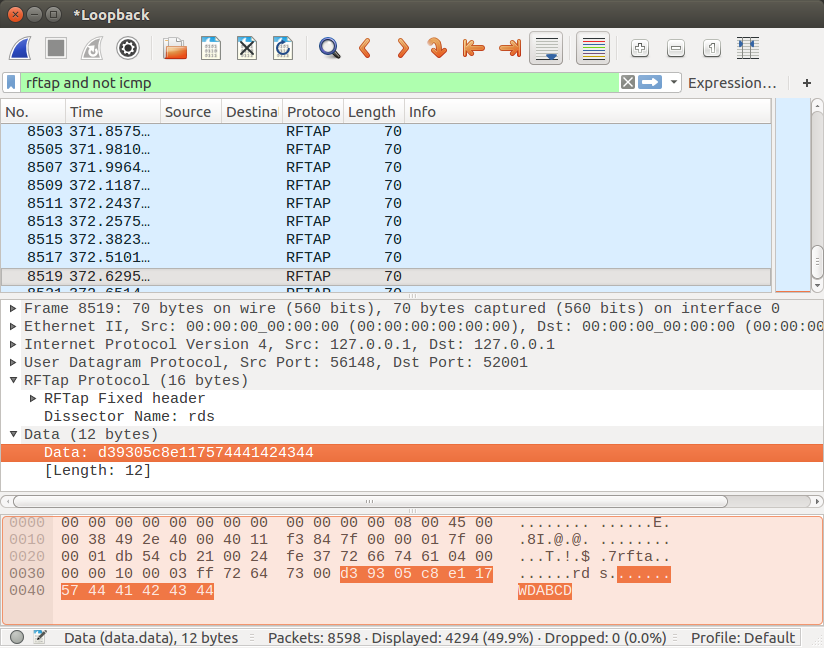 *Loopback
rftap and not icmp Expression… +
No. Time Source Destina Protoco Length Info
8503 371.8575… RFTAP 70
8505 371.9810… RFTAP 70
8507 371.9964… RFTAP 70
8509 372.1187… RFTAP 70
8511 372.2437… RFTAP 70
8513 372.2575… RFTAP 70
8515 372.3823… RFTAP 70
8517 372.5101… RFTAP 70
8519 372.6295… RFTAP 70
8521 372.6514… RFTAP 70
Frame 8519: 70 bytes on wire (560 bits), 70 bytes captured (560 bits) on interface 0
Ethernet II, Src: 00:00:00_00:00:00 (00:00:00:00:00:00), Dst: 00:00:00_00:00:00 (00:00:00
Internet Protocol Version 4, Src: 127.0.0.1, Dst: 127.0.0.1
User Datagram Protocol, Src Port: 56148, Dst Port: 52001
RFTap Protocol (16 bytes)
RFTap Fixed header
Dissector Name: rds
Data (12 bytes)
Data: d39305c8e117574441424344
[Length: 12]
0000 00 00 00 00 00 00 00 00 00 00 00 00 08 00 45 00 ........ ......E.
0010 00 38 49 2e 40 00 40 11 f3 84 7f 00 00 01 7f 00 .8I.@.@. ........
0020 00 01 db 54 cb 21 00 24 fe 37 72 66 74 61 04 00 ...T.!.$ .7rfta..
0030 00 00 10 00 03 ff 72 64 73 00 d3 93 05 c8 e1 17 ......rd s.......
0040 57 44 41 42 43 44 WDABCD
Data (data.data), 12 bytes Packets: 8598 · Displayed: 4294 (49.9%) · Dropped: 0 (0.0%) Profile: Default